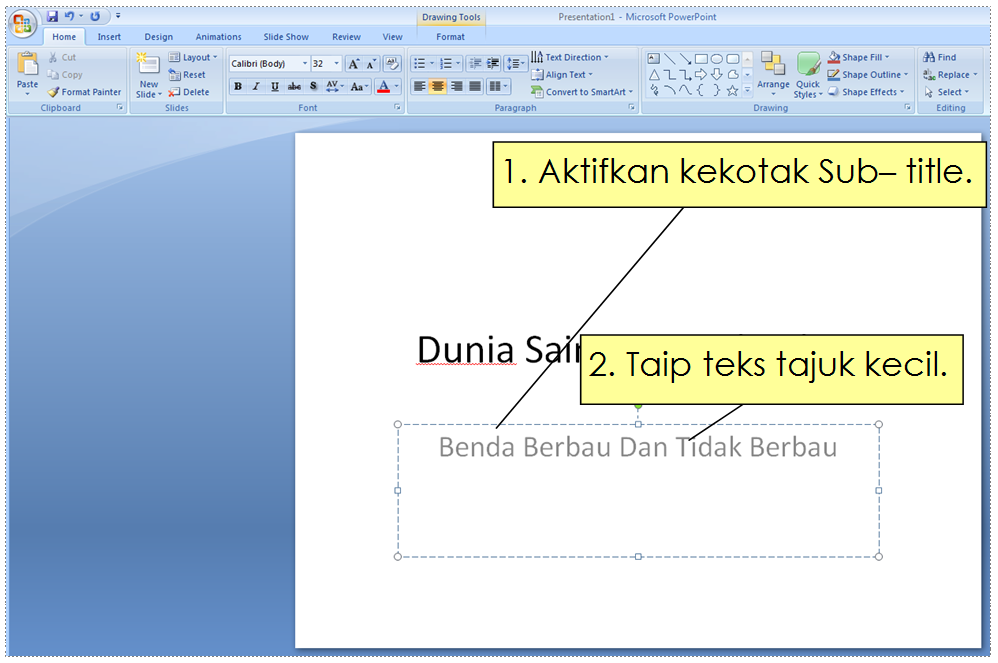 Drawing Tools
Presentation1 - Microsoft PowerPoint
Home Insert Design Animations Slide Show Review View Format
Paste
Cut
Copy
Format Painter
Clipboard
New Slide
Layout
Reset
Delete
Slides
Calibri (Body) 32
B I U abc S AV Aa A
Font
Text Direction
Align Text
Convert to SmartArt
Paragraph
Arrange
Quick Styles
Shape Fill
Shape Outline
Shape Effects
Drawing
Find
Replace
Select
Editing
1. Aktifkan kekotak Sub– title.
Dunia
2. Taip teks tajuk kecil.
Benda Berbau Dan Tidak Berbau